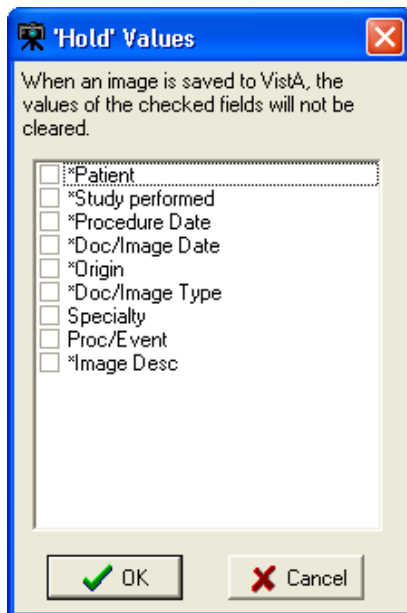 'Hold' Values
When an image is saved to VistA, the
values of the checked fields will not be
cleared.
*Patient
*Study performed
*Procedure Date
*Doc/Image Date
*Origin
*Doc/Image Type
Specialty
Proc/Event
*Image Desc
OK
Cancel